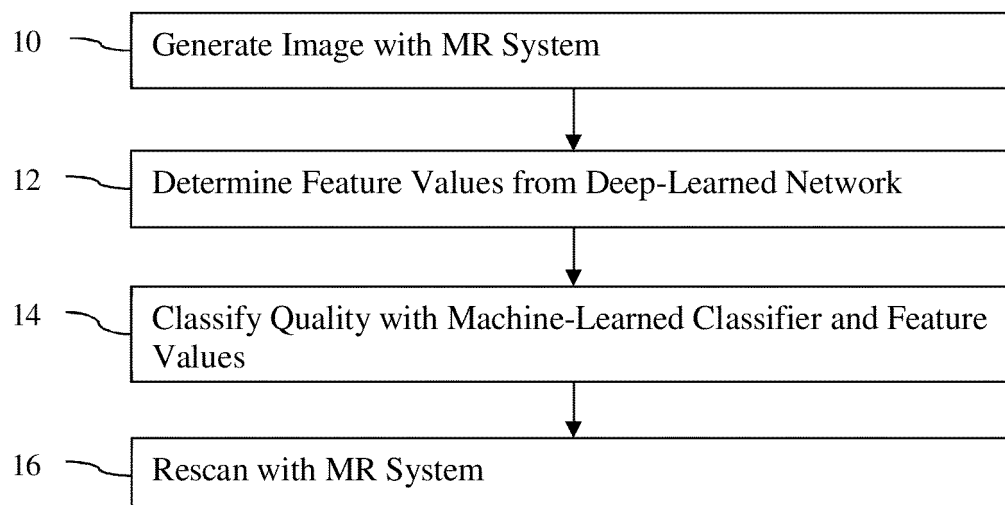 10 Generate Image with MR System
12 Determine Feature Values from Deep-Learned Network
14 Classify Quality with Machine-Learned Classifier and Feature
Values
16 Rescan with MR System